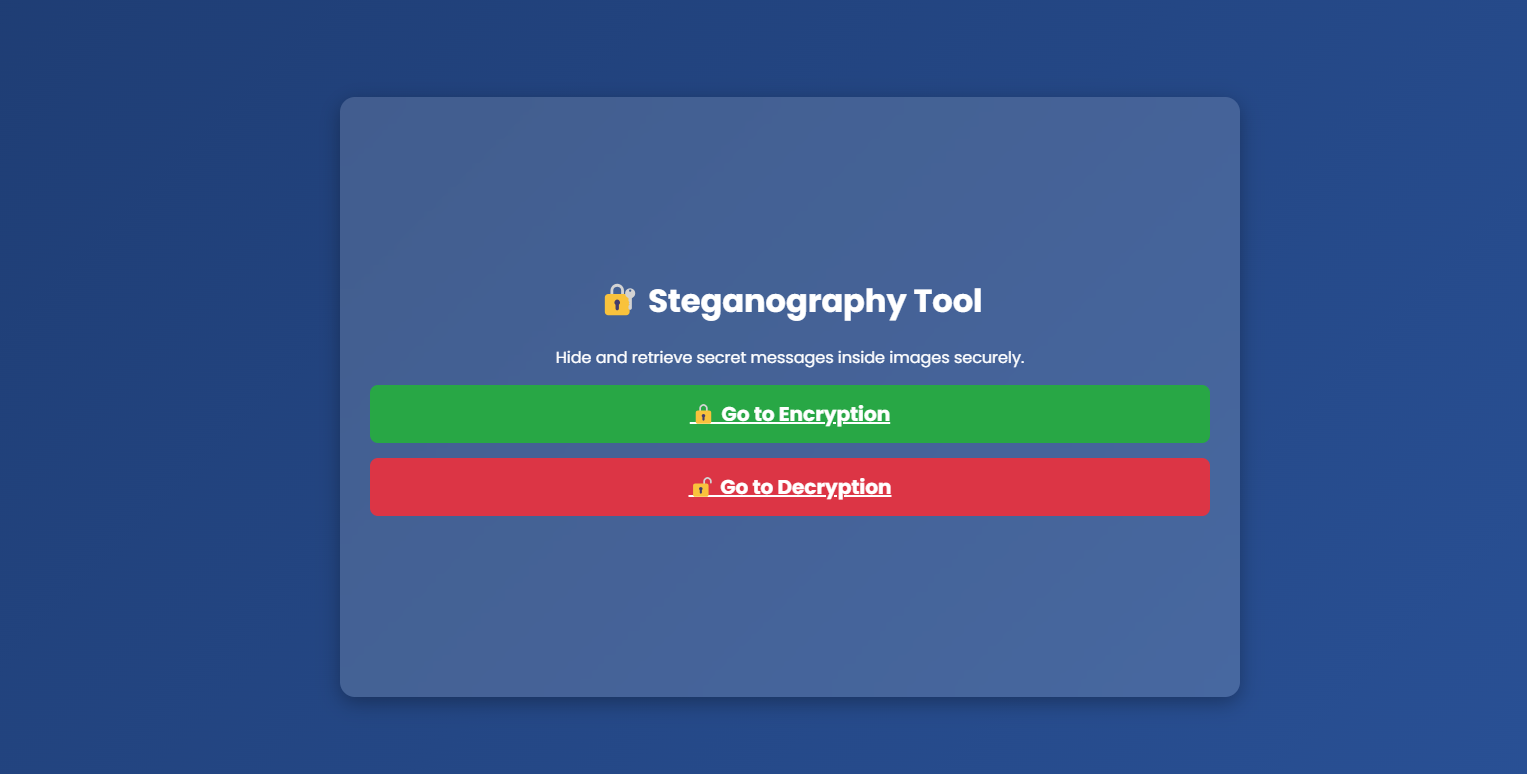 🔐 Steganography Tool
Hide and retrieve secret messages inside images securely.
🔒 Go to Encryption
🔓 Go to Decryption